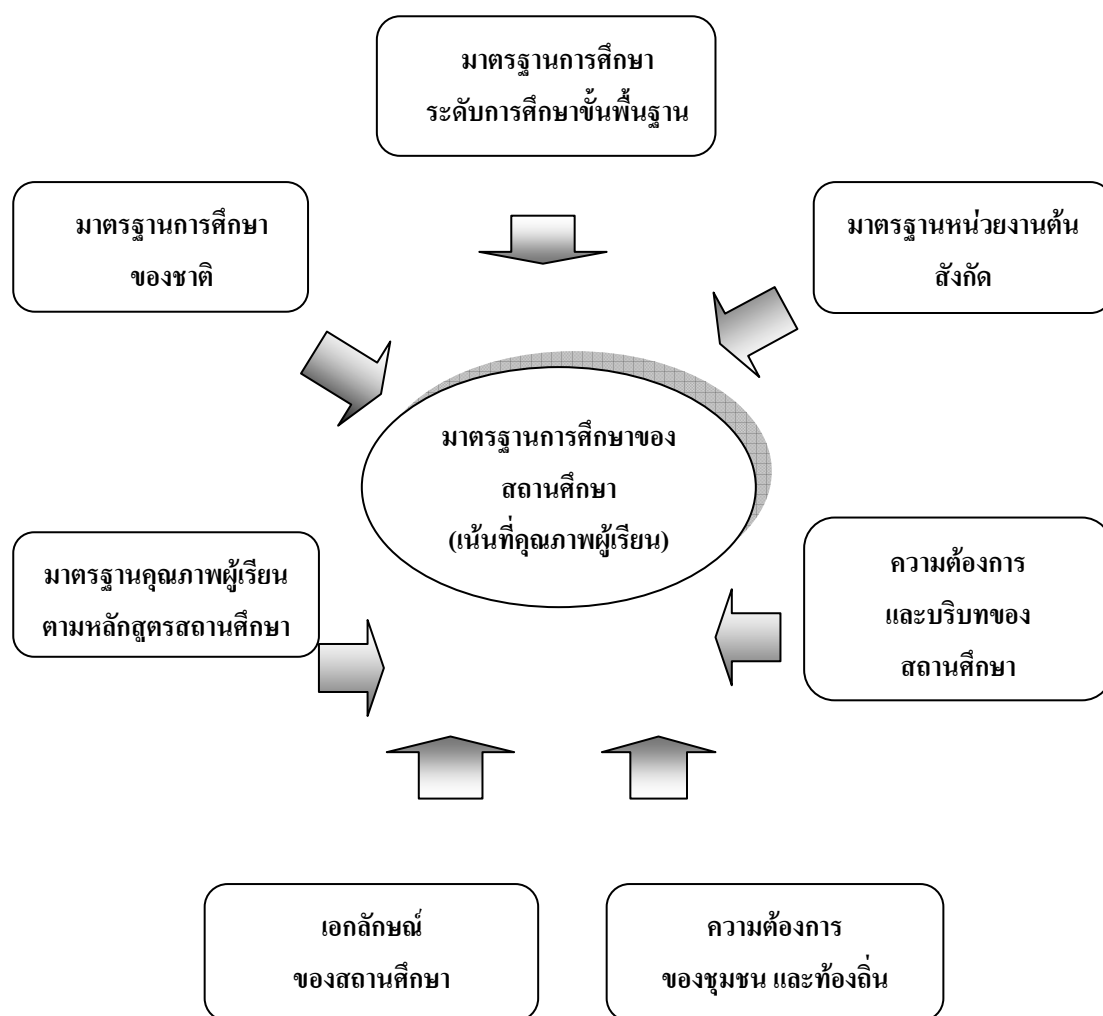 มาตรฐานการศึกษา
ระดับการศึกษาขั้นพื้นฐาน
มาตรฐานการศึกษา
ของชาติ
มาตรฐานหน่วยงานต้น
สังกัด
มาตรฐานการศึกษาของ
สถานศึกษา
(เน้นที่คุณภาพผู้เรียน)
มาตรฐานคุณภาพผู้เรียน
ตามหลักสูตรสถานศึกษา
ความต้องการ
และบริบทของ
สถานศึกษา
เอกลักษณ์
ของสถานศึกษา
ความต้องการ
ของชุมชน และท้องถิ่น